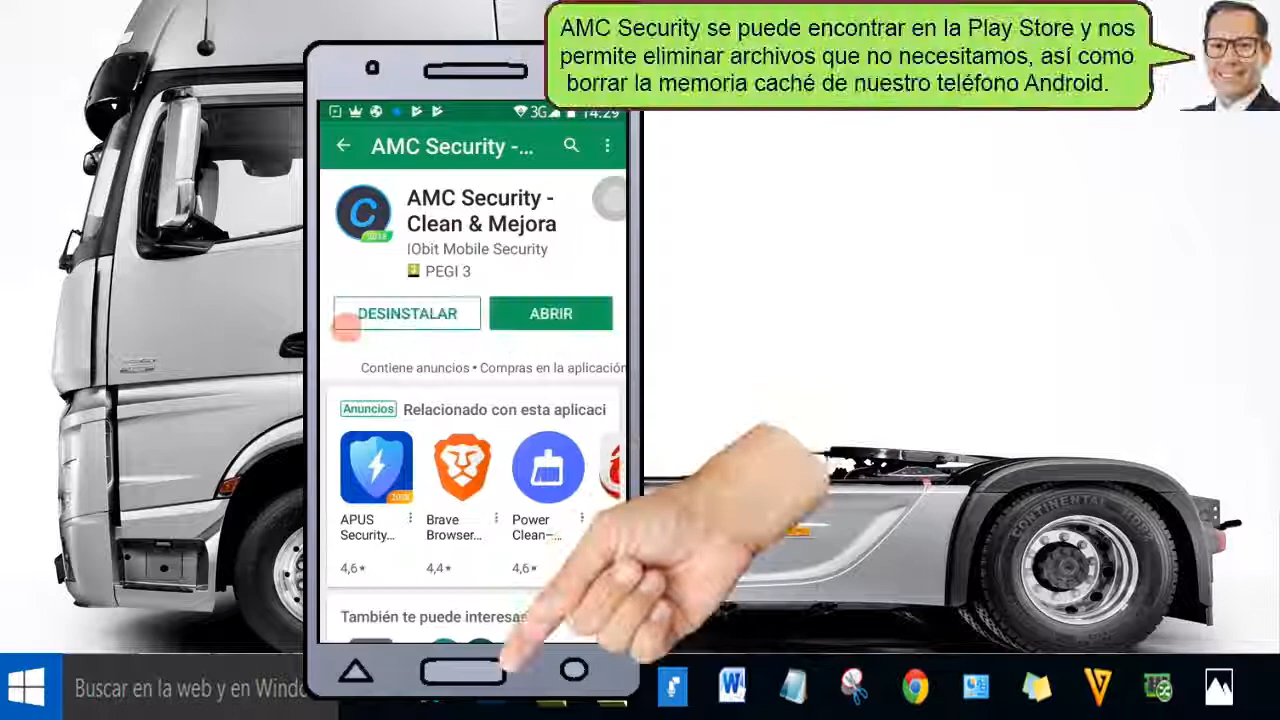 AMC Security se puede encontrar en la Play Store y nos
permite eliminar archivos que no necesitamos, así como
borrar la memoria caché de nuestro teléfono Android.
3G 14:29
AMC Security -...
AMC Security -
Clean & Mejora
2018
IObit Mobile Security
PEGI 3
DESINSTALAR ABRIR
Contiene anuncios • Compras en la aplicación
Anuncios Relacionado con esta aplicaci
APUS
Security...
Brave
Browser...
Power
Clean–...
4,6★ 4,4★ 4,6★
También te puede interesa
CONTINENTAL
Buscar en la web y en Windo